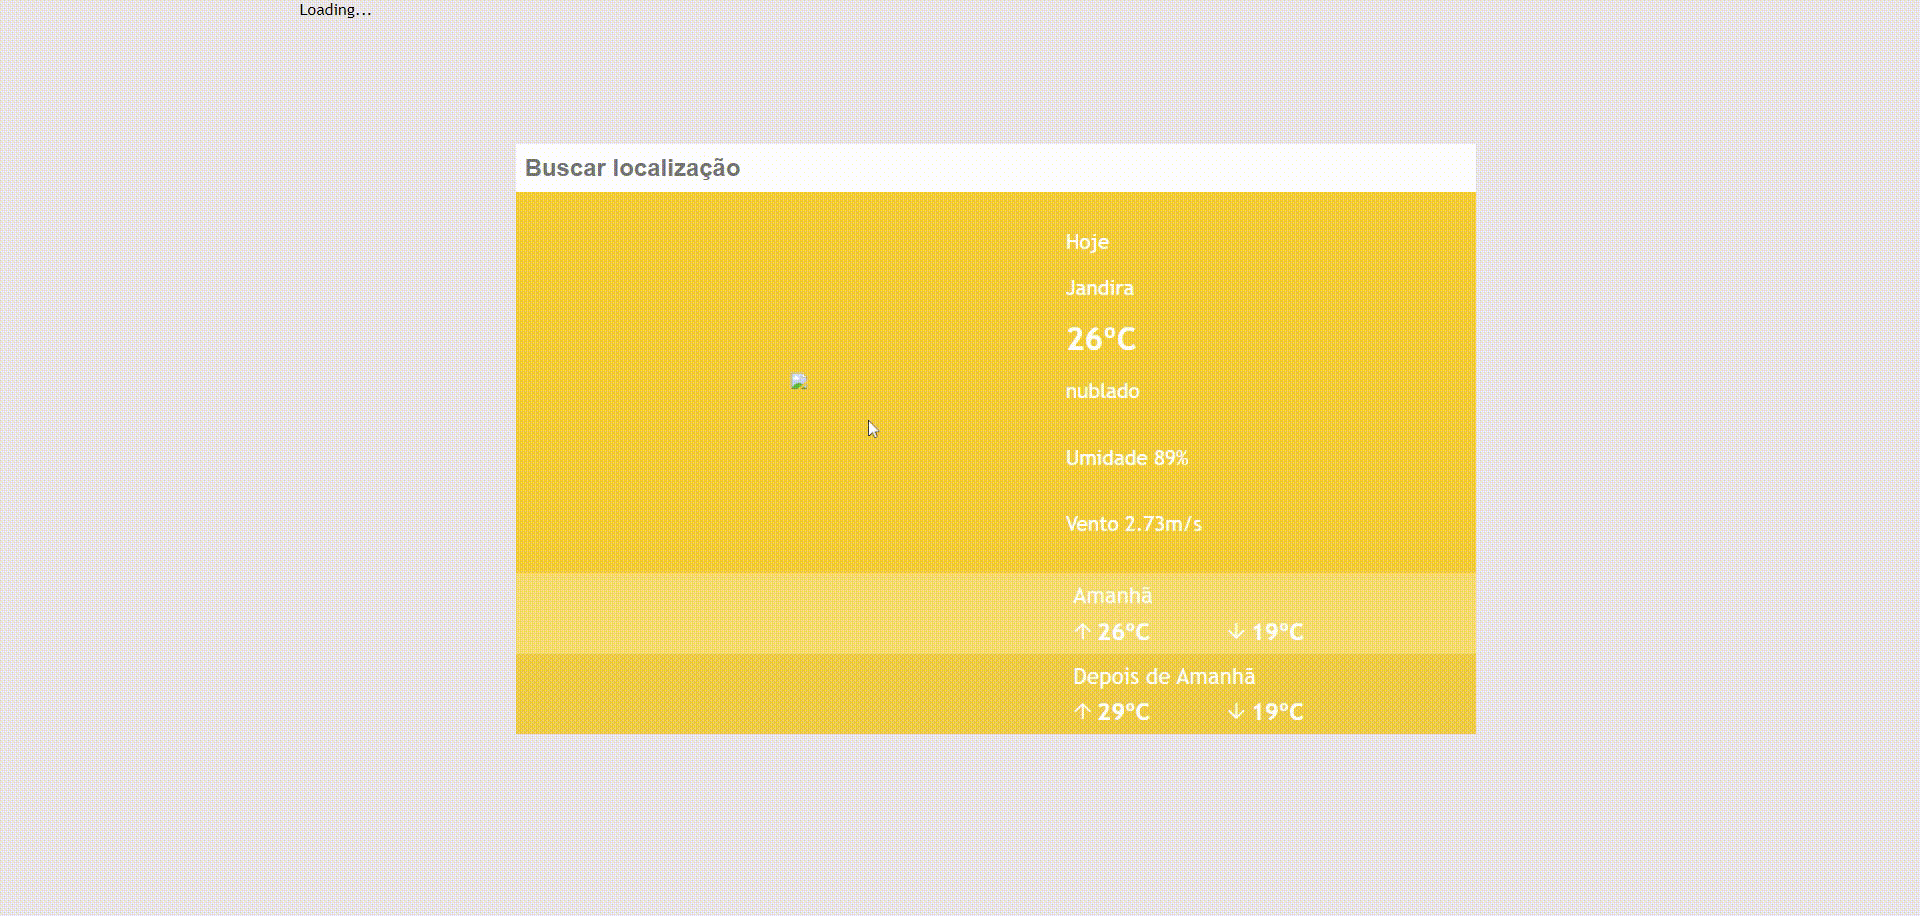 Loading...
Buscar localização
Hoje
Jandira
26ºC
nublado
Umidade 89%
Vento 2.73m/s
Amanhã
↑ 26ºC ↓ 19ºC
Depois de Amanhã
↑ 29ºC ↓ 19ºC